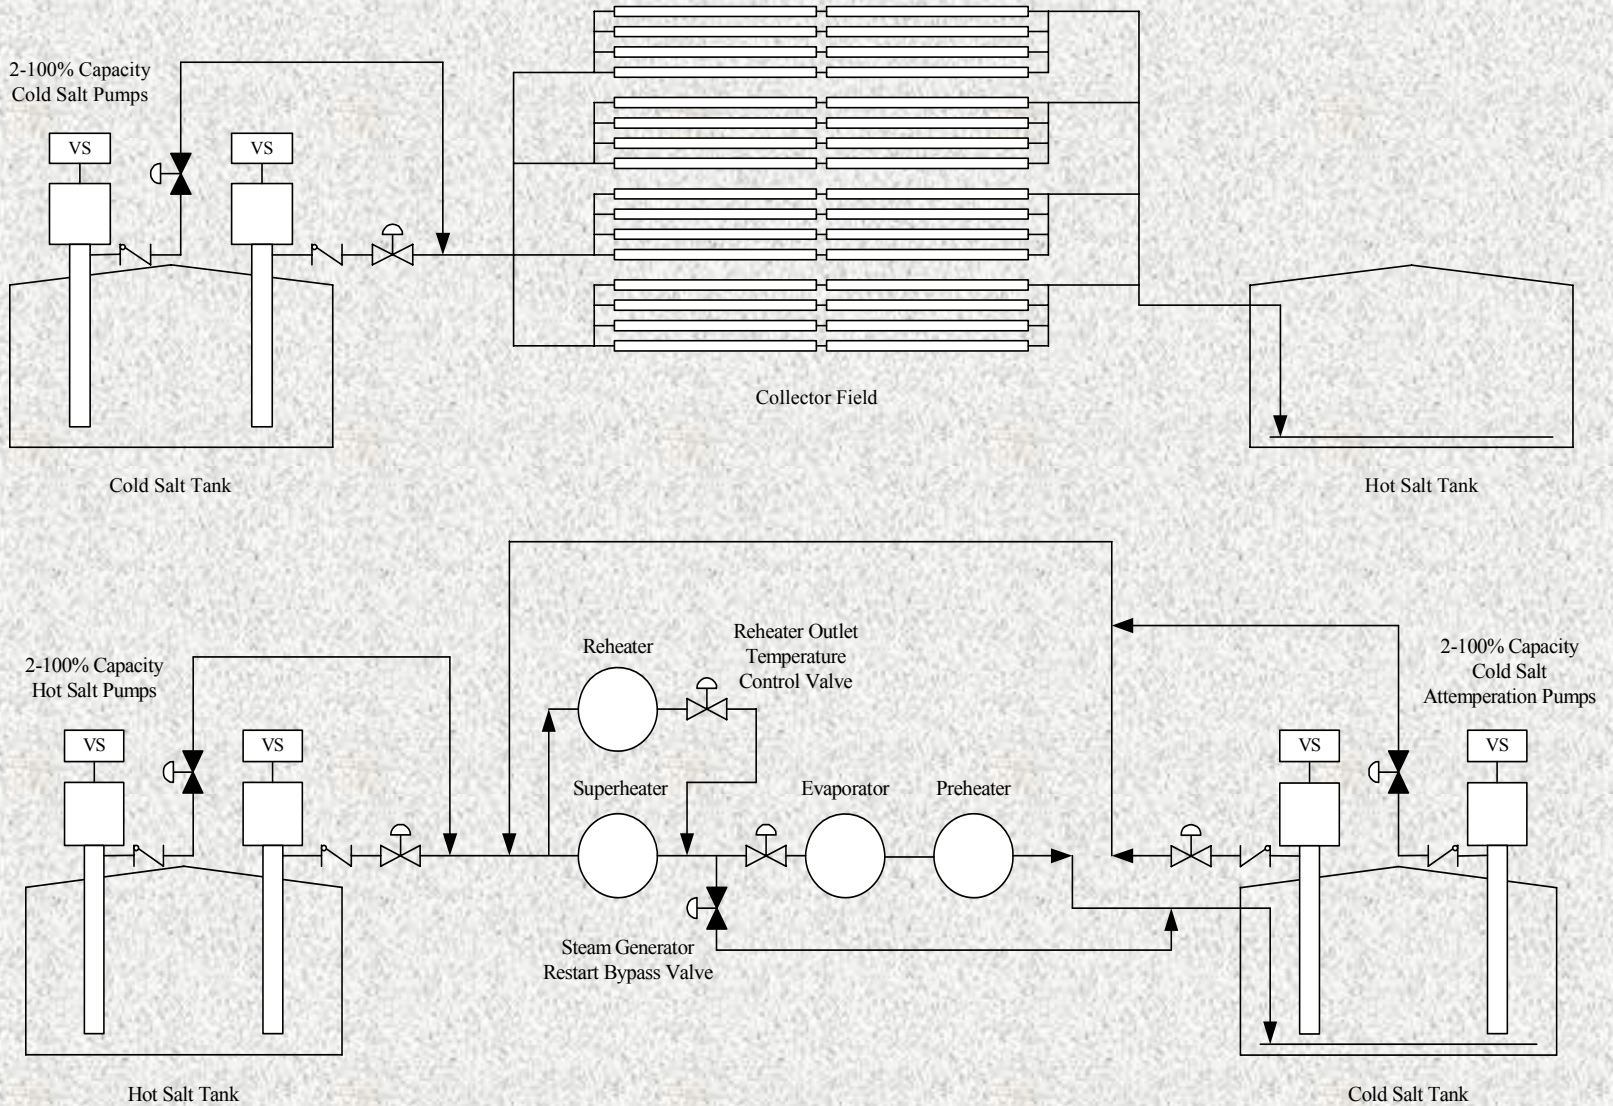 2-100% Capacity
Cold Salt Pumps
VS
VS
Collector Field
Cold Salt Tank
Hot Salt Tank
2-100% Capacity
Hot Salt Pumps
VS
VS
Reheater
Reheater Outlet
Temperature
Control Valve
Superheater
Evaporator
Preheater
Steam Generator
Restart Bypass Valve
2-100% Capacity
Cold Salt
Attemperation Pumps
VS
VS
Hot Salt Tank
Cold Salt Tank